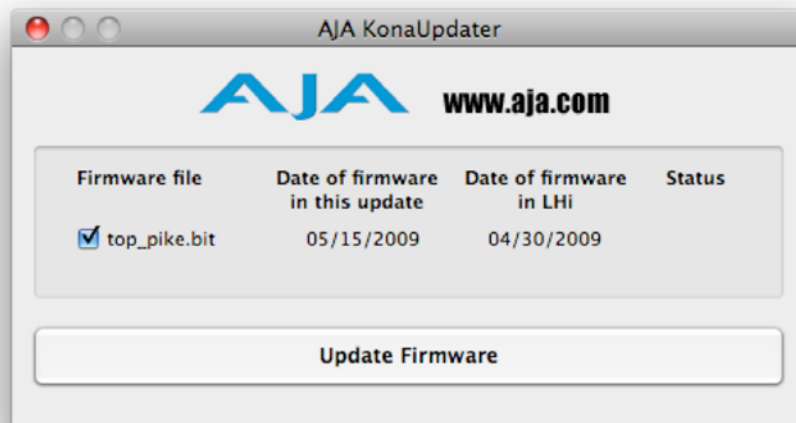 AJA KonaUpdater
AJA www.aja.com
Firmware file Date of firmware in this update Date of firmware in LHi Status
top_pike.bit 05/15/2009 04/30/2009
Update Firmware